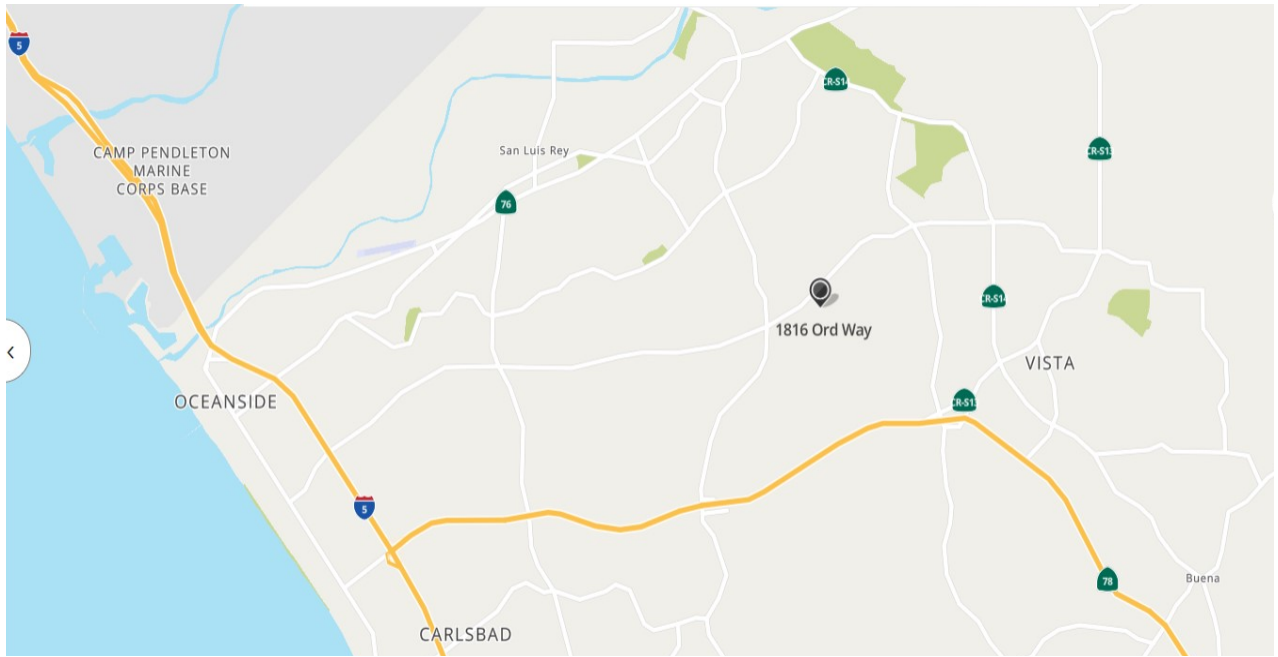 5
CR-S14
CAMP PENDLETON
MARINE
CORPS BASE
San Luis Rey
CR-S13
76
CR-S14
1816 Ord Way
VISTA
OCEANSIDE
CR-S13
5
78
Buena
CARLSBAD